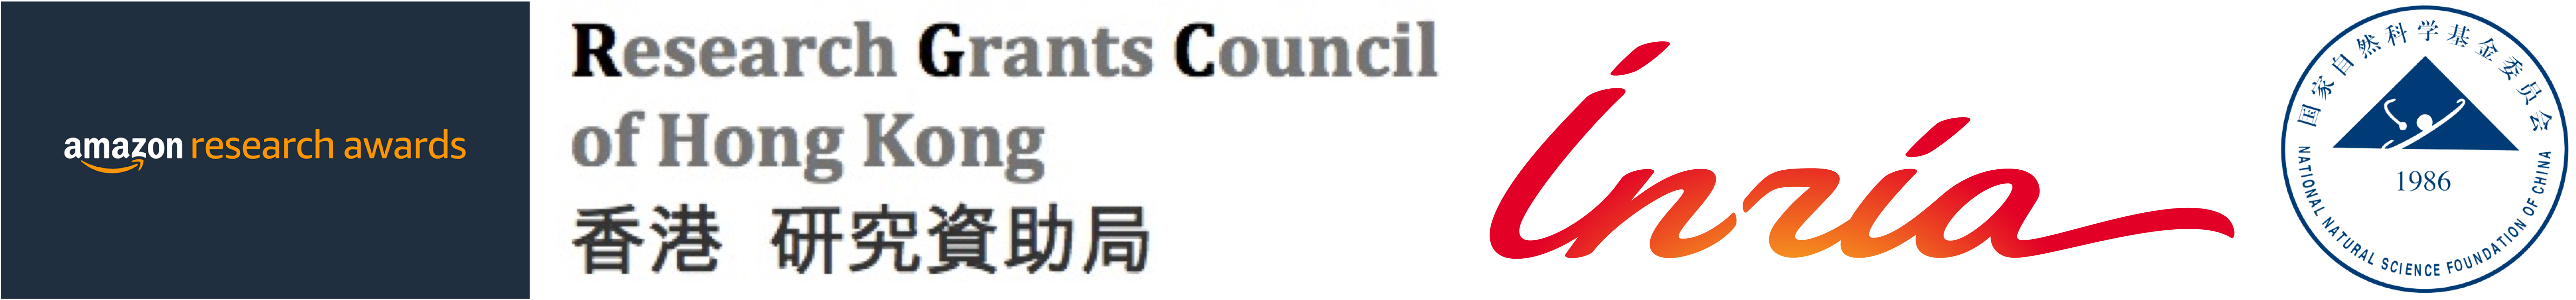 amazon research awards
Research Grants Council
of Hong Kong
香港 研究資助局
Inria
国家自然科学基金委员会
1986
NATIONAL NATURAL SCIENCE FOUNDATION OF CHINA